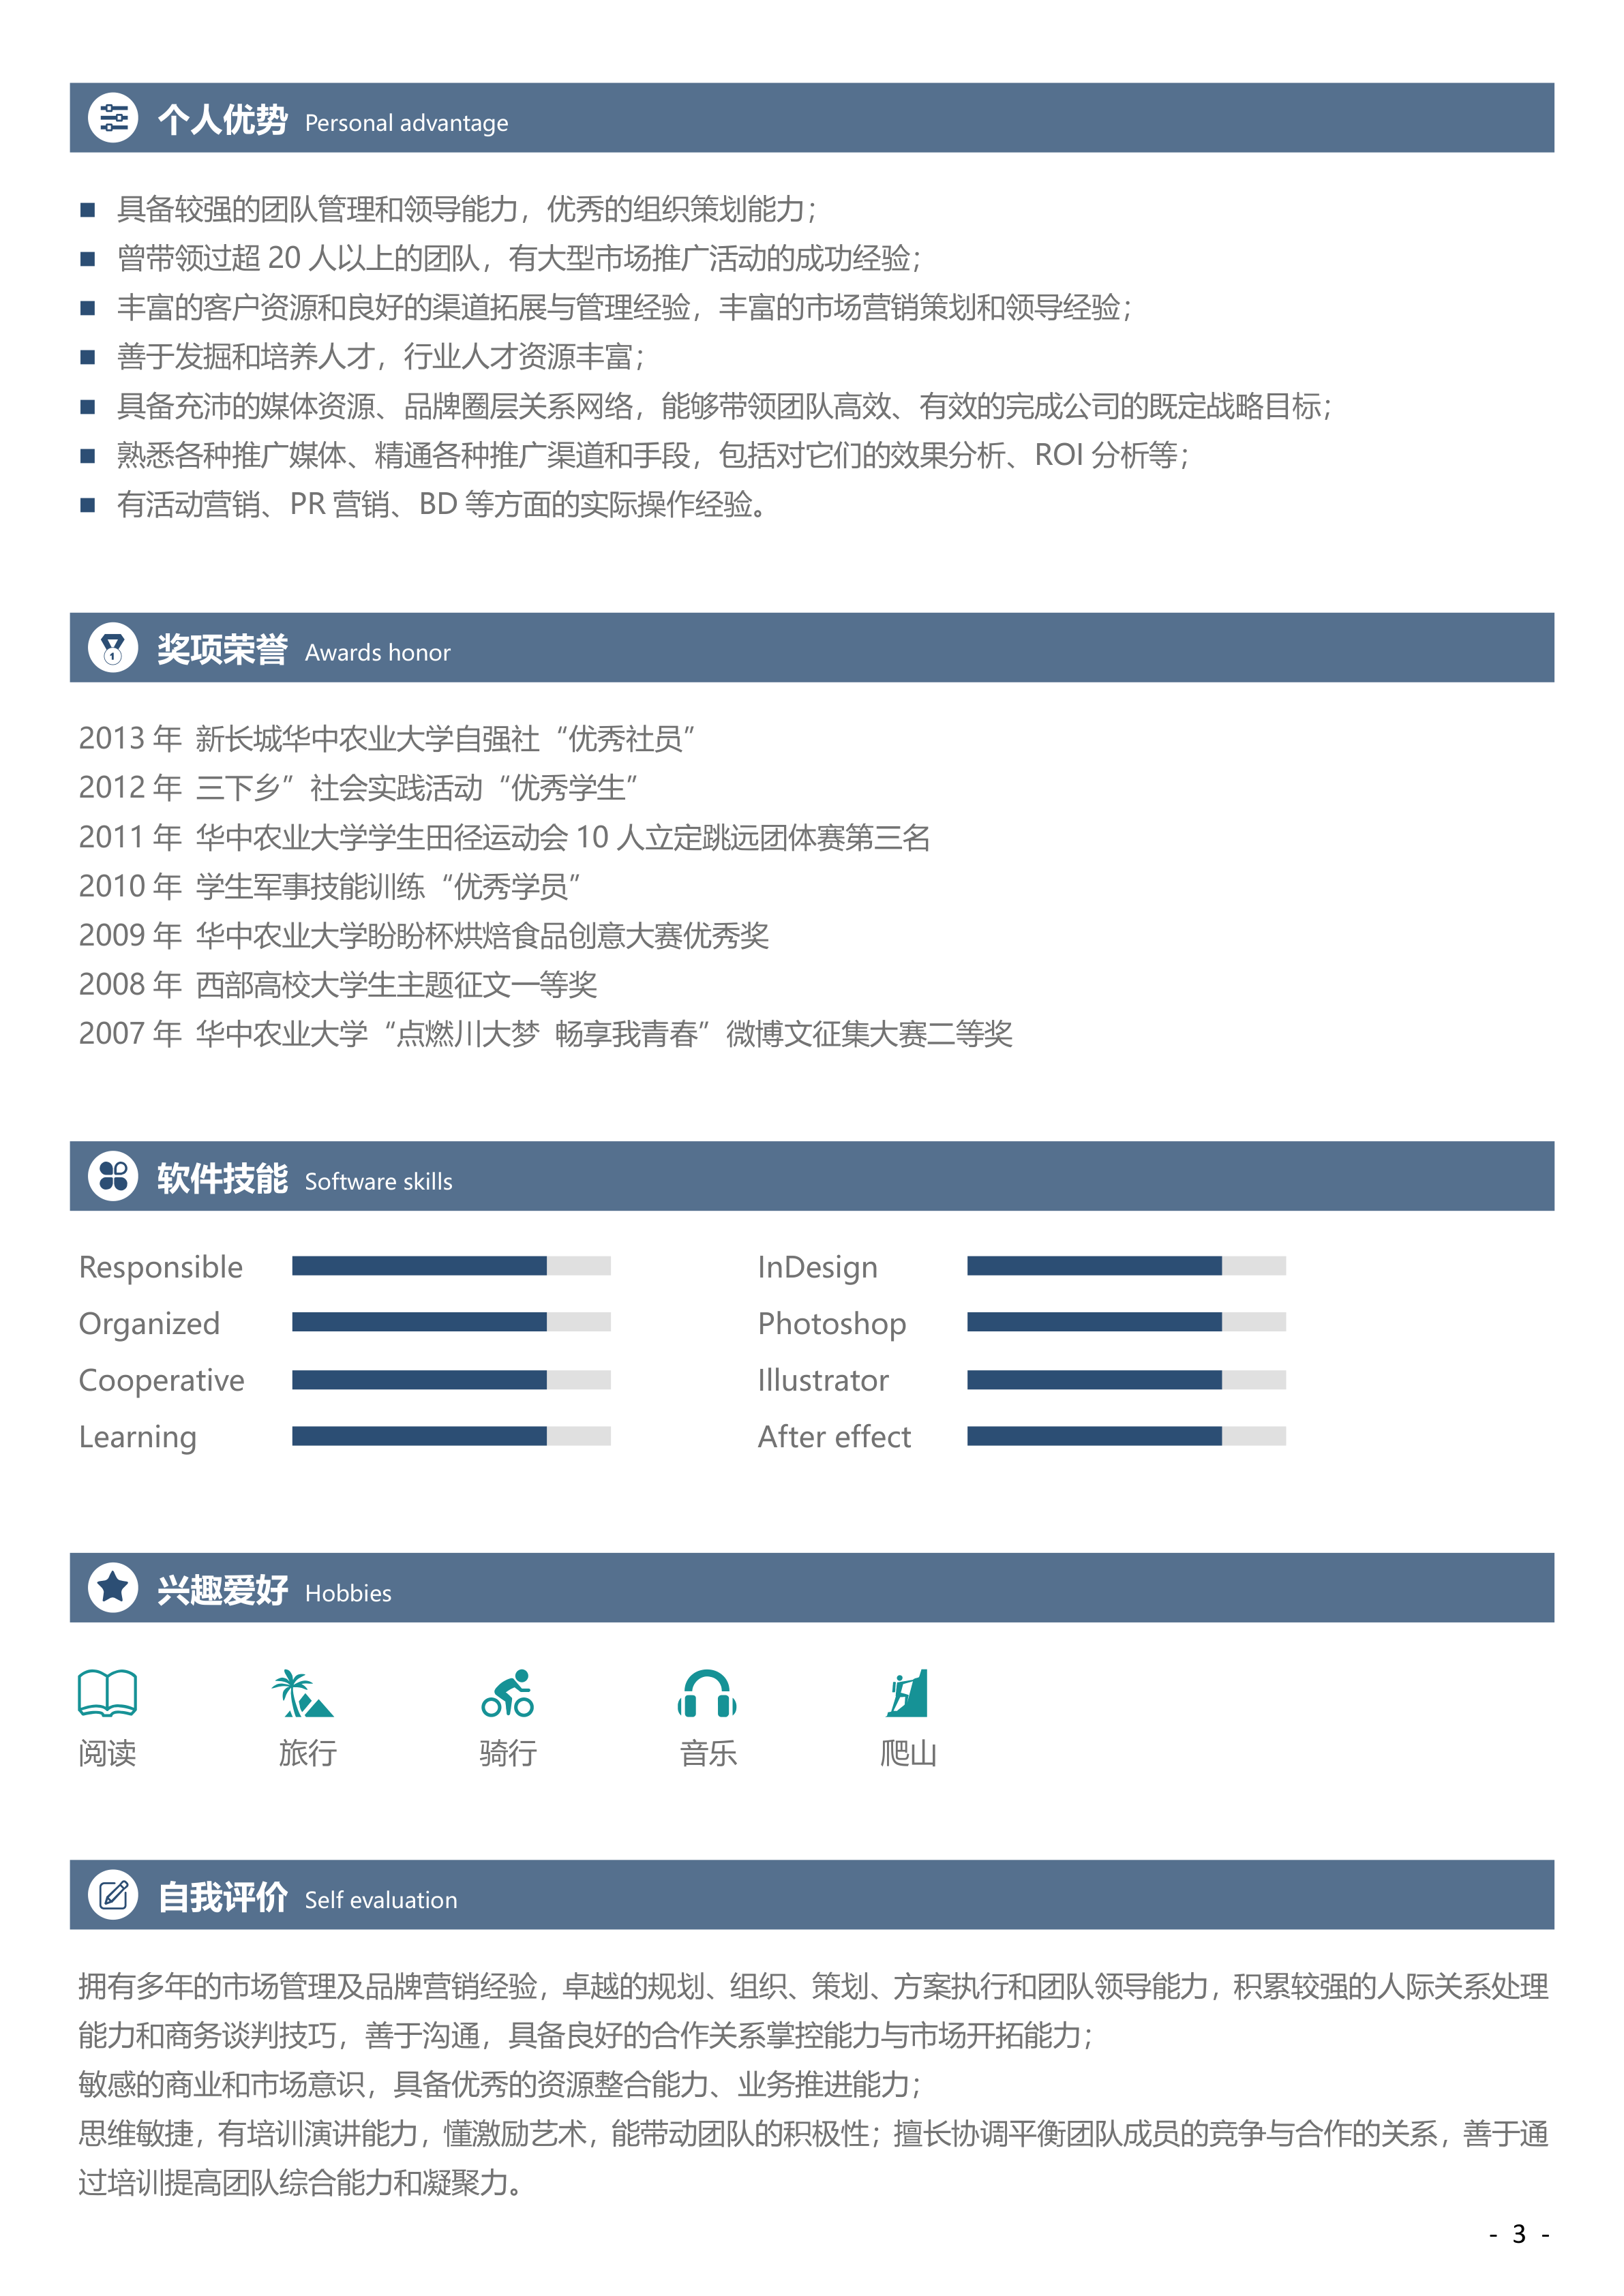 个人优势 Personal advantage
■ 具备较强的团队管理和领导能力，优秀的组织策划能力；
■ 曾带领过超 20 人以上的团队，有大型市场推广活动的成功经验；
■ 丰富的客户资源和良好的渠道拓展与管理经验，丰富的市场营销策划和领导经验；
■ 善于发掘和培养人才，行业人才资源丰富；
■ 具备充沛的媒体资源、品牌圈层关系网络，能够带领团队高效、有效的完成公司的既定战略目标；
■ 熟悉各种推广媒体、精通各种推广渠道和手段，包括对它们的效果分析、ROI 分析等；
■ 有活动营销、PR 营销、BD 等方面的实际操作经验。
1
奖项荣誉 Awards honor
2013 年 新长城华中农业大学自强社“优秀社员”
2012 年 三下乡”社会实践活动“优秀学生”
2011 年 华中农业大学学生田径运动会 10 人立定跳远团体赛第三名
2010 年 学生军事技能训练“优秀学员”
2009 年 华中农业大学盼盼杯烘焙食品创意大赛优秀奖
2008 年 西部高校大学生主题征文一等奖
2007 年 华中农业大学“点燃川大梦 畅享我青春”微博文征集大赛二等奖
软件技能 Software skills
Responsible InDesign
Organized Photoshop
Cooperative Illustrator
Learning After effect
兴趣爱好 Hobbies
阅读 旅行 骑行 音乐 爬山
自我评价 Self evaluation
拥有多年的市场管理及品牌营销经验，卓越的规划、组织、策划、方案执行和团队领导能力，积累较强的人际关系处理
能力和商务谈判技巧，善于沟通，具备良好的合作关系掌控能力与市场开拓能力；
敏感的商业和市场意识，具备优秀的资源整合能力、业务推进能力；
思维敏捷，有培训演讲能力，懂激励艺术，能带动团队的积极性；擅长协调平衡团队成员的竞争与合作的关系，善于通
过培训提高团队综合能力和凝聚力。
- 3 -